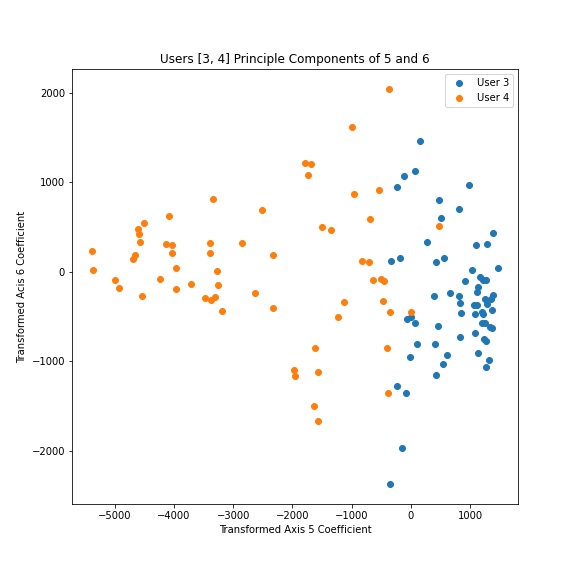 Users [3, 4] Principle Components of 5 and 6
User 3
User 4
2000
1000
0
−1000
−2000
Transformed Acis 6 Coefficient
−5000 −4000 −3000 −2000 −1000 0 1000
Transformed Axis 5 Coefficient